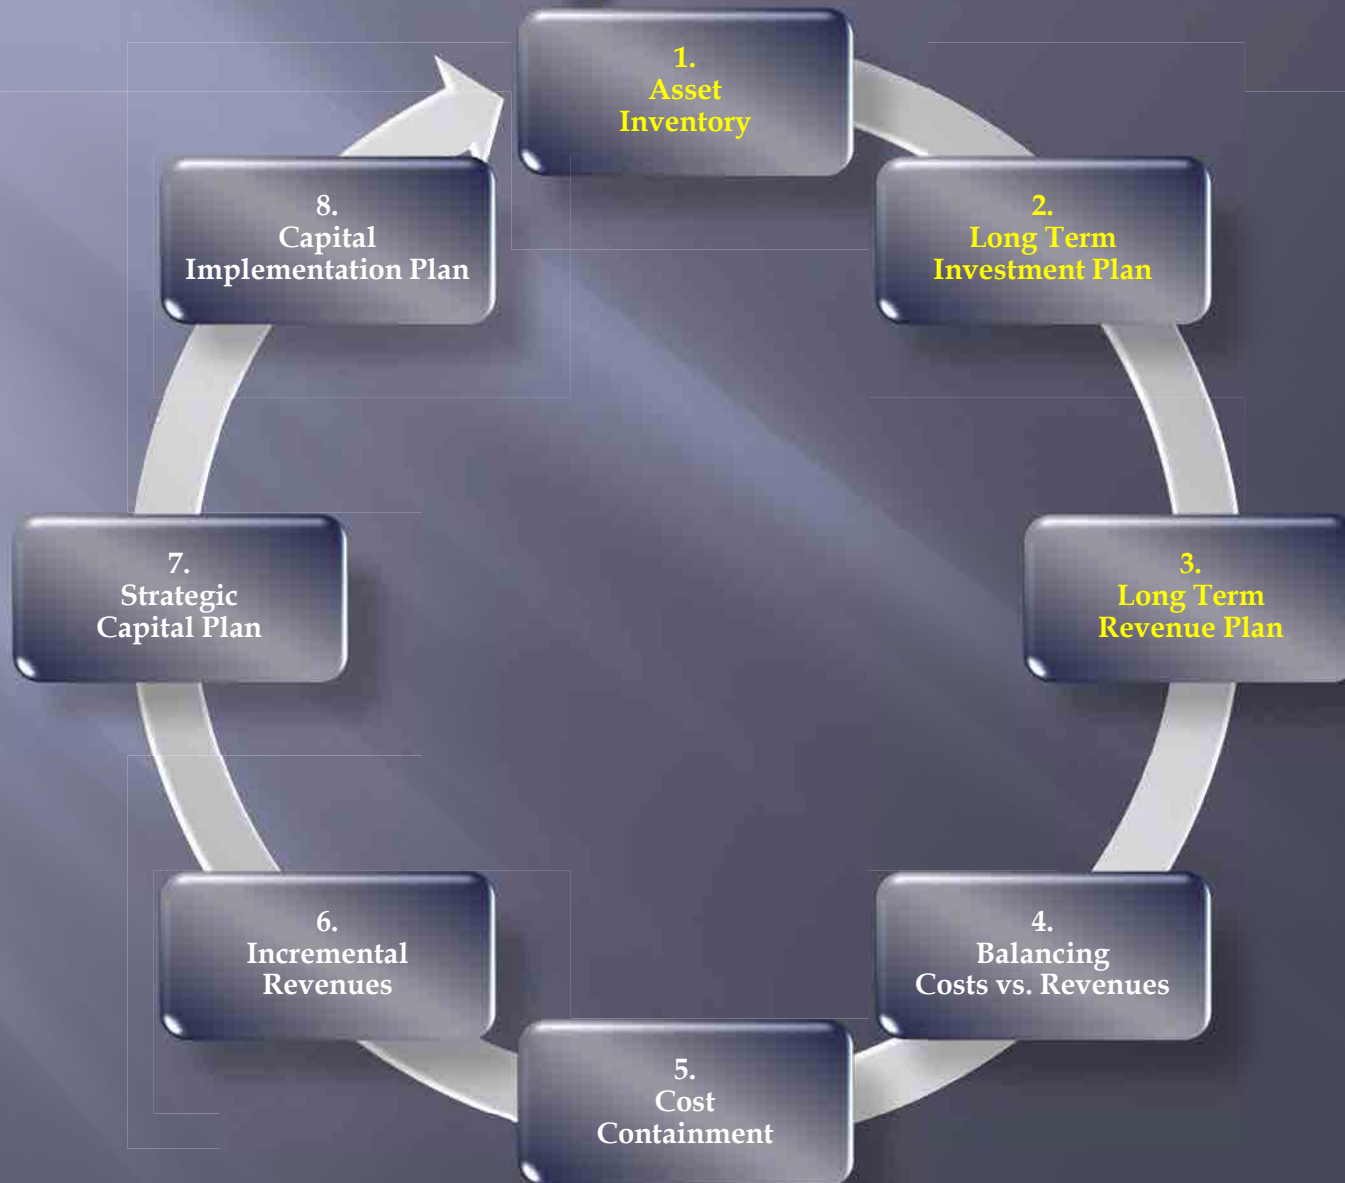 1.
Asset
Inventory
2.
Long Term
Investment Plan
3.
Long Term
Revenue Plan
4.
Balancing
Costs vs. Revenues
5.
Cost
Containment
6.
Incremental
Revenues
7.
Strategic
Capital Plan
8.
Capital
Implementation Plan